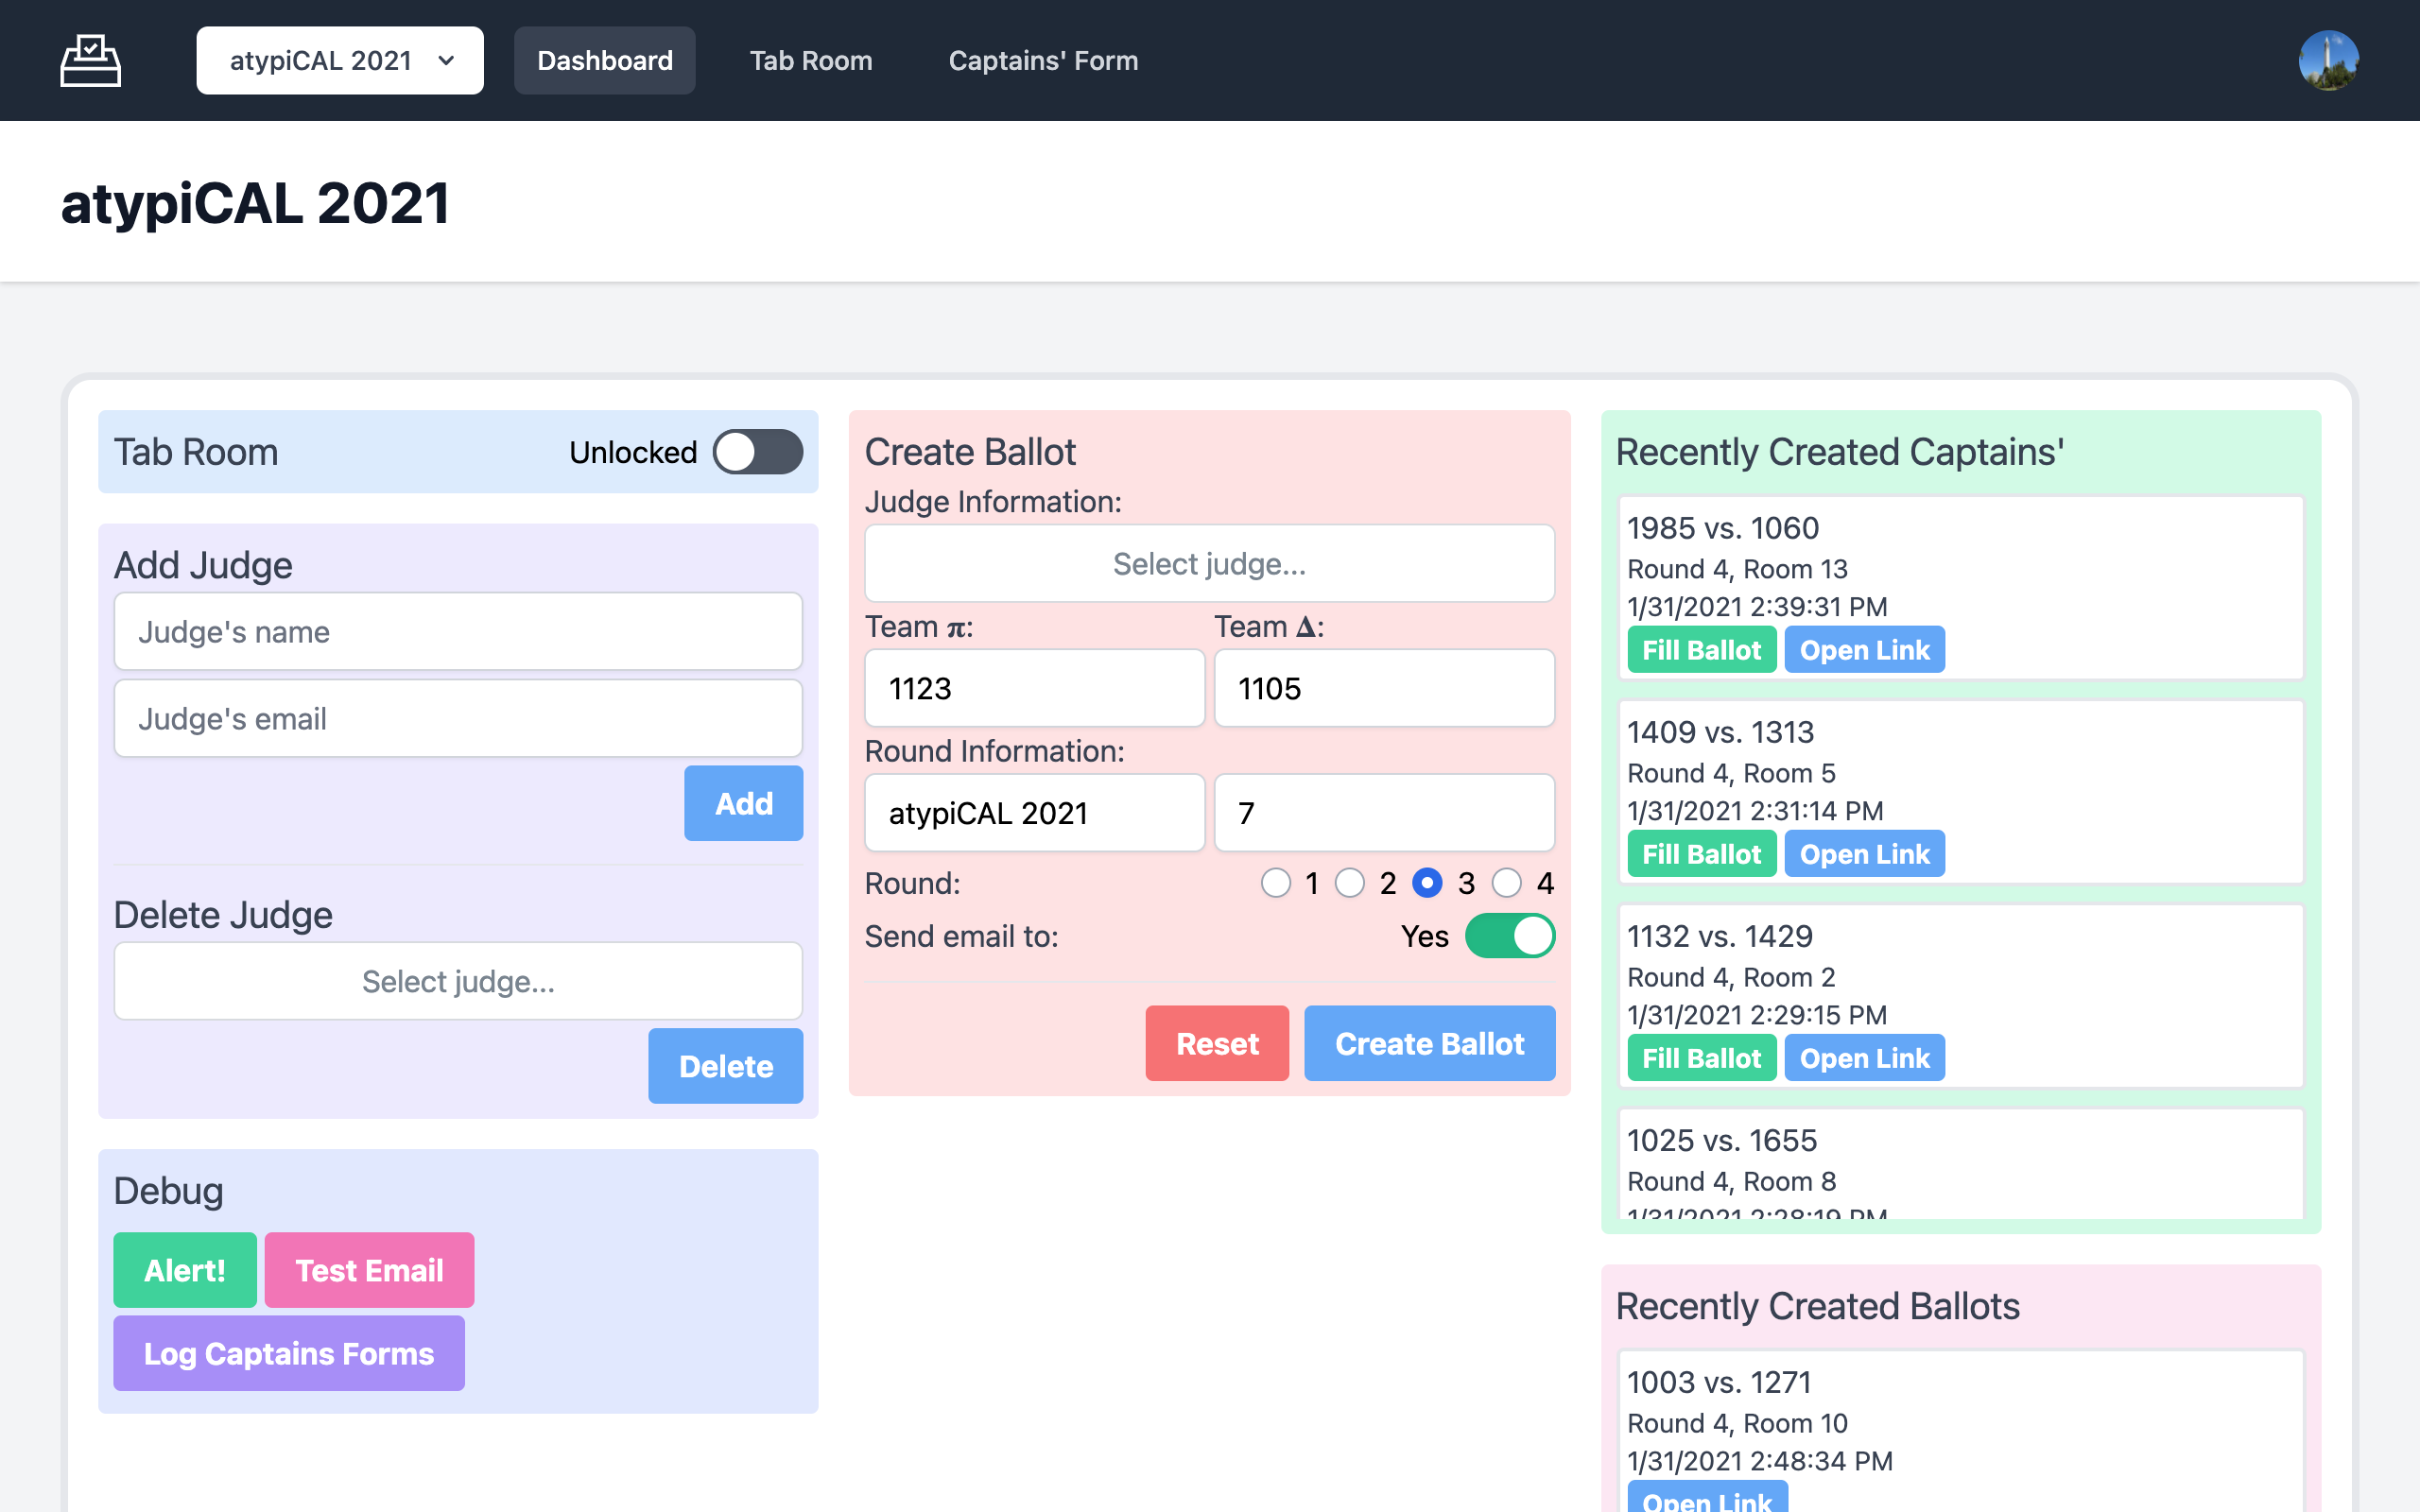 atypiCAL 2021
Dashboard
Tab Room
Captains' Form
atypiCAL 2021
Tab Room
Unlocked
Add Judge
Judge's name
Judge's email
Add
Delete Judge
Select judge...
Delete
Debug
Alert!
Test Email
Log Captains Forms
Create Ballot
Judge Information:
Select judge...
Team π:
Team Δ:
1123
1105
Round Information:
atypiCAL 2021
7
Round:
1
2
3
4
Send email to:
Yes
Reset
Create Ballot
Recently Created Captains'
1985 vs. 1060
Round 4, Room 13
1/31/2021 2:39:31 PM
Fill Ballot
Open Link
1409 vs. 1313
Round 4, Room 5
1/31/2021 2:31:14 PM
Fill Ballot
Open Link
1132 vs. 1429
Round 4, Room 2
1/31/2021 2:29:15 PM
Fill Ballot
Open Link
1025 vs. 1655
Round 4, Room 8
1/31/2021 2:28:19 PM
Recently Created Ballots
1003 vs. 1271
Round 4, Room 10
1/31/2021 2:48:34 PM
Open Link